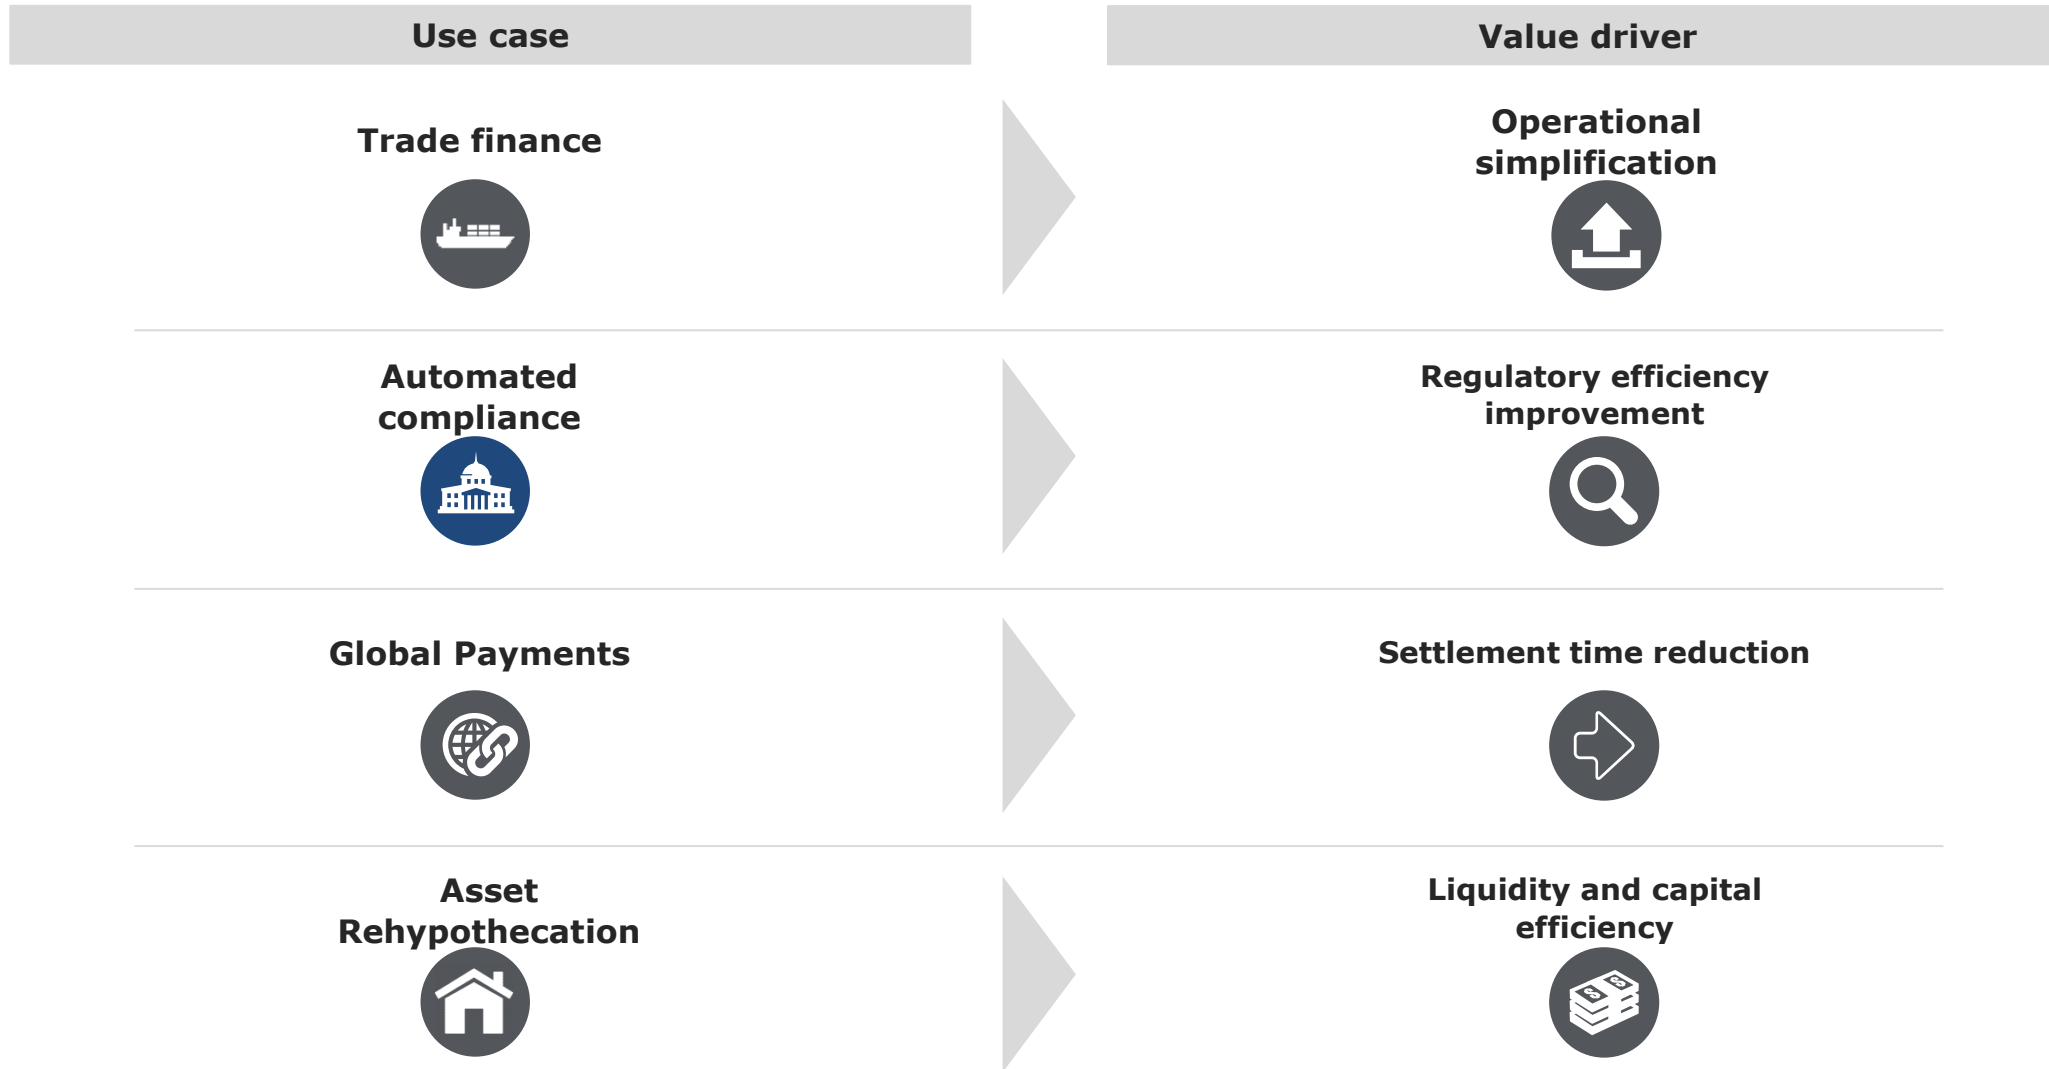 Use case
Value driver
Trade finance
Operational
simplification
Automated
compliance
Regulatory efficiency
improvement
Global Payments
Settlement time reduction
Asset
Rehypothecation
Liquidity and capital
efficiency
$ $